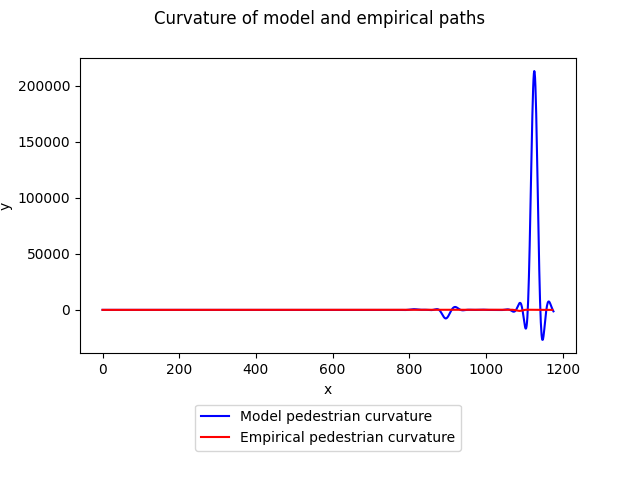 Curvature of model and empirical paths
200000
150000
100000
50000
0
y
0 200 400 600 800 1000 1200
x
Model pedestrian curvature
Empirical pedestrian curvature